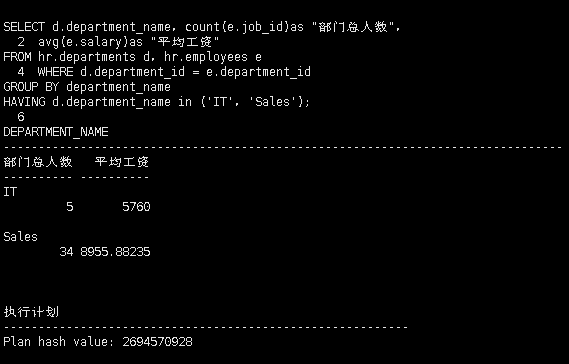 SELECT d.department_name, count(e.job_id)as "部门总人数",
  2  avg(e.salary)as "平均工资"
FROM hr.departments d, hr.employees e
  4  WHERE d.department_id = e.department_id
GROUP BY department_name
HAVING d.department_name in ('IT', 'Sales');
  6
DEPARTMENT_NAME
--------------------------------------------------------------------------------
部门总人数   平均工资
---------- ----------
IT
         5       5760
Sales
        34 8955.88235
执行计划
----------------------------------------------------------
Plan hash value: 2694570928